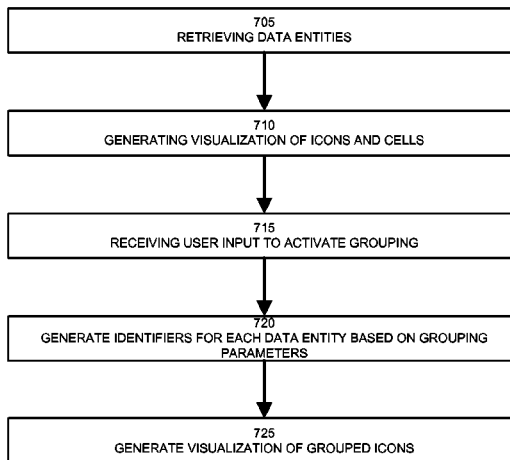 705
RETRIEVING DATA ENTITIES
710
GENERATING VISUALIZATION OF ICONS AND CELLS
715
RECEIVING USER INPUT TO ACTIVATE GROUPING
720
GENERATE IDENTIFIERS FOR EACH DATA ENTITY BASED ON GROUPING
PARAMETERS
725
GENERATE VISUALIZATION OF GROUPED ICONS